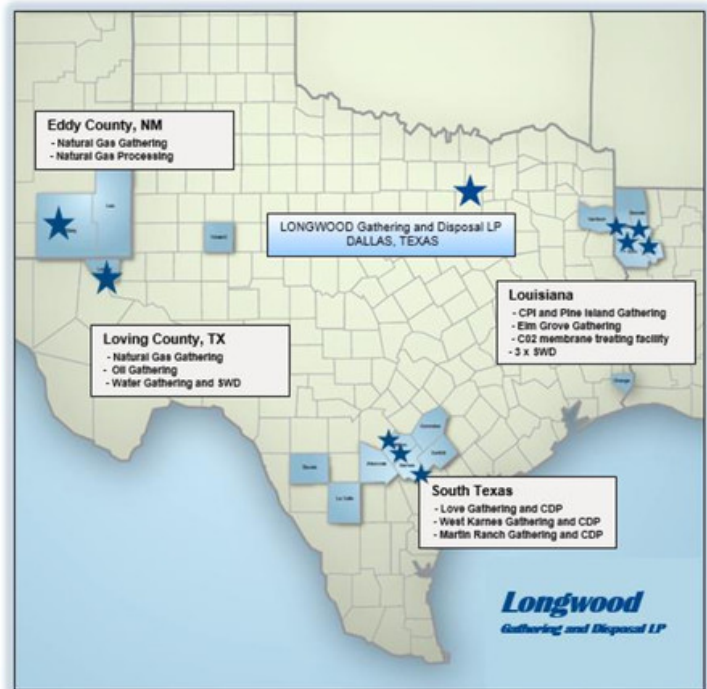 Eddy County, NM
- Natural Gas Gathering
- Natural Gas Processing
LONGWOOD Gathering and Disposal LP
DALLAS, TEXAS
Loving County, TX
- Natural Gas Gathering
- Oil Gathering
- Water Gathering and SWD
Louisiana
- CPI and Pine Island Gathering
- Elm Grove Gathering
- C02 membrane treating facility
- 3 x SWD
La Salle
South Texas
- Love Gathering and CDP
- West Karnes Gathering and CDP
- Martin Ranch Gathering and CDP
Longwood
Gathering and Disposal LP